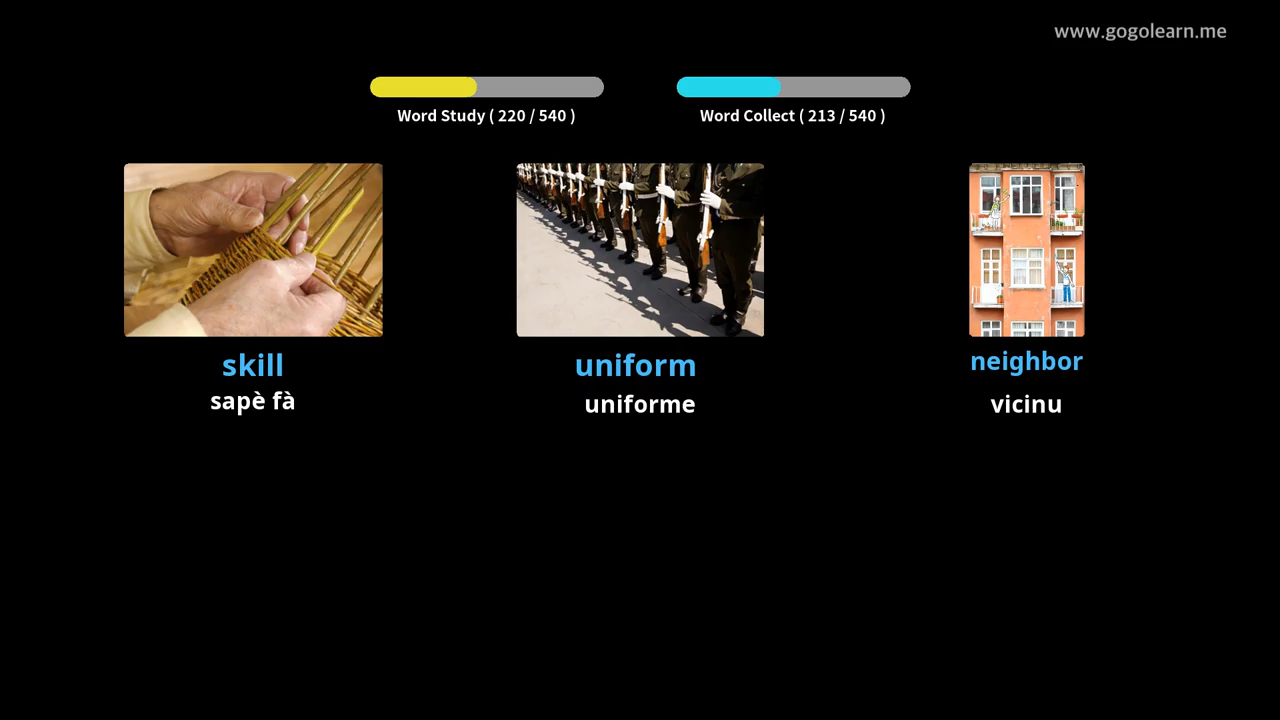 www.gogolearn.me
Word Study ( 220 / 540 )
Word Collect ( 213 / 540 )
skill
uniform
neighbor
sapè fà
uniforme
vicinu